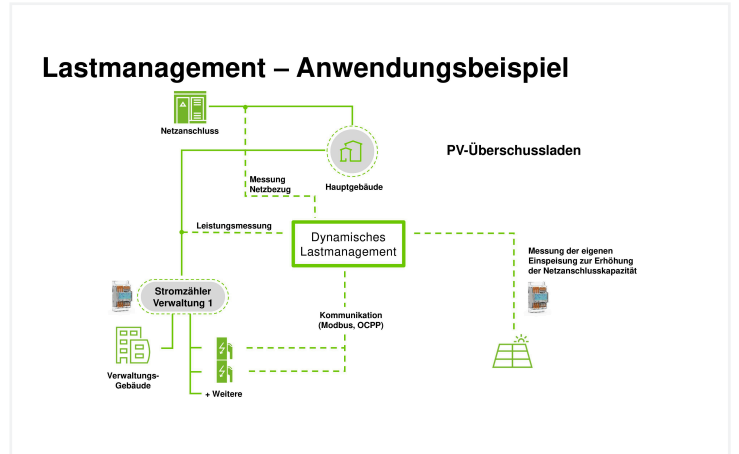 Lastmanagement – Anwendungsbeispiel
Netzanschluss
PV-Überschussladen
Messung
Netzbezug
Hauptgebäude
Leistungsmessung
Dynamisches
Lastmanagement
Messung der eigenen
Einspeisung zur Erhöhung
der Netzanschlusskapazität
Stromzähler
Verwaltung 1
Kommunikation
(Modbus, OCPP)
Verwaltungs-
Gebäude
+ Weitere